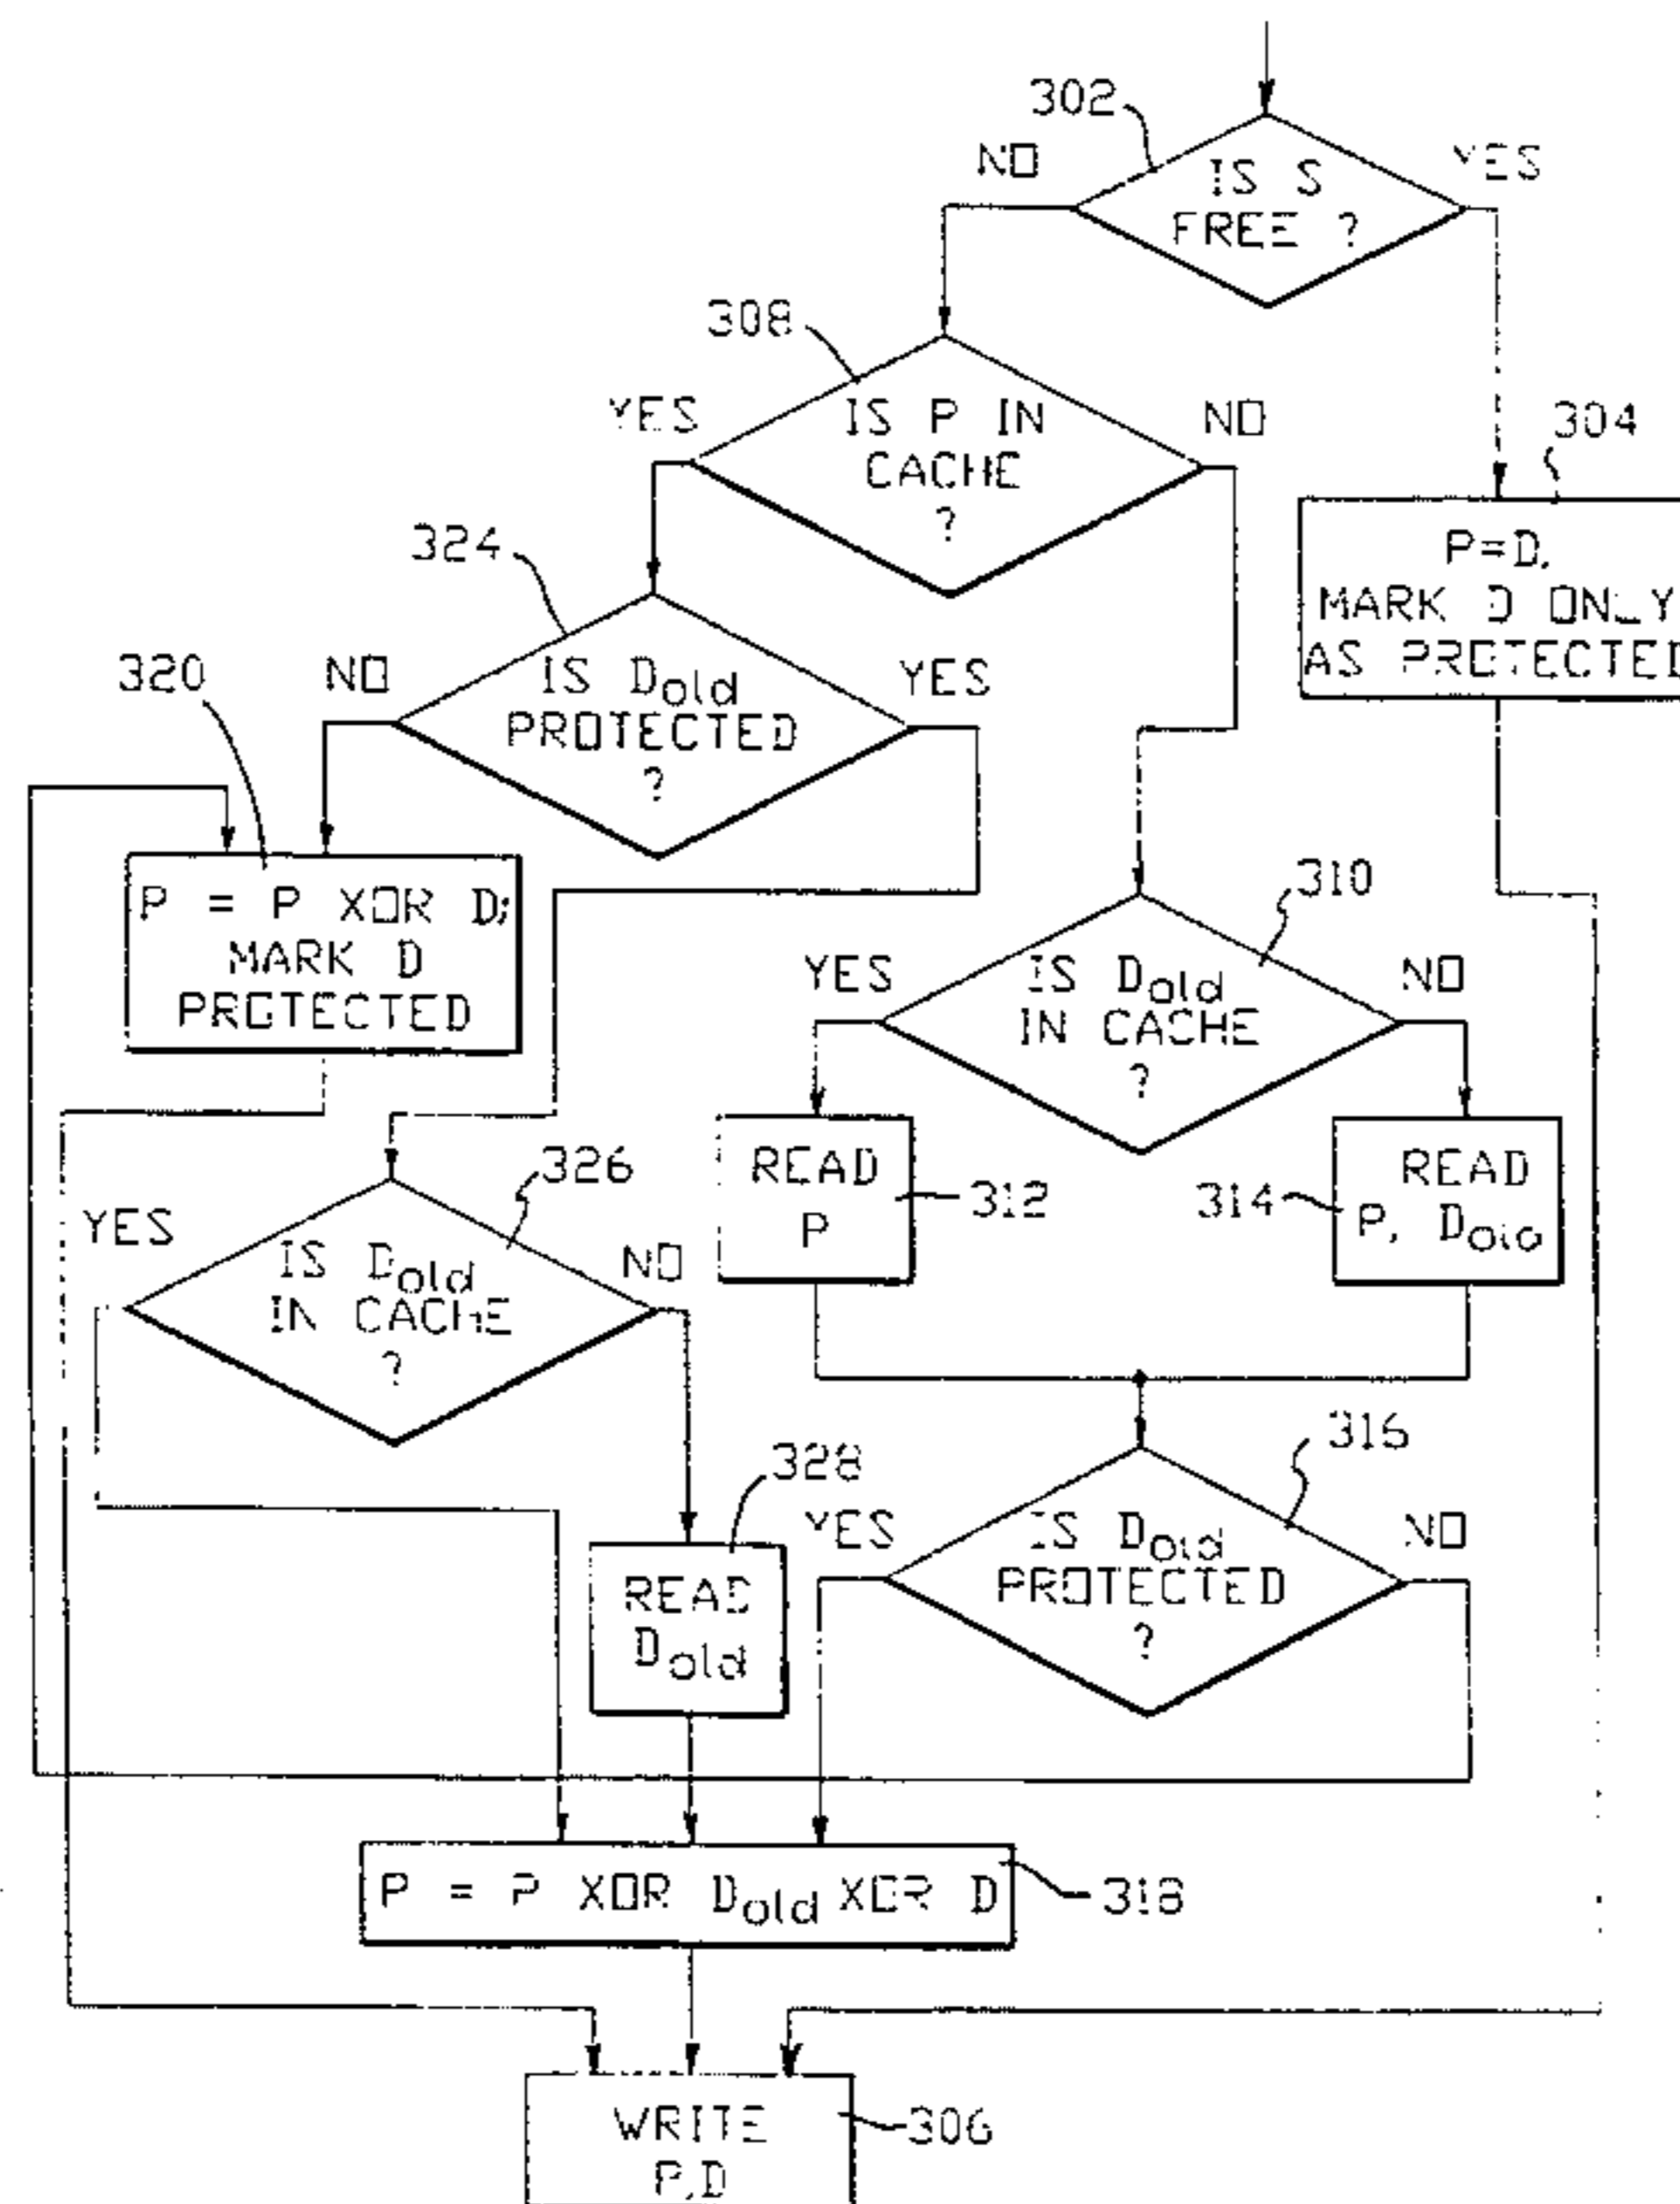 302
NO
YES
IS S
FREE ?
308
YES
IS P IN
CACHE
?
NO
304
P=D,
MARK D ONLY
AS PROTECTED
324
320
NO
IS Dold
PROTECTED
?
YES
P = P XOR D;
MARK D
PROTECTED
310
YES
IS Dold
IN CACHE
?
NO
READ
P
312
314
READ
P, Dold
326
YES
IS Dold
IN CACHE
?
NO
316
YES
IS Dold
PROTECTED
?
NO
328
READ
Dold
P = P XOR Dold XOR D
318
WRITE
P,D
306